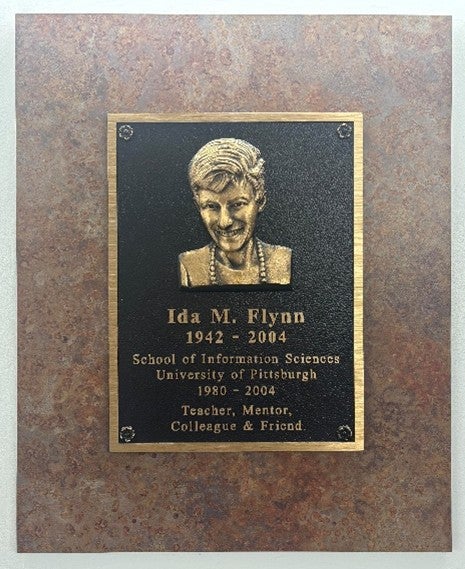 Ida M. Flynn
1942 - 2004
School of Information Sciences
University of Pittsburgh
1980 - 2004
Teacher, Mentor,
Colleague & Friend